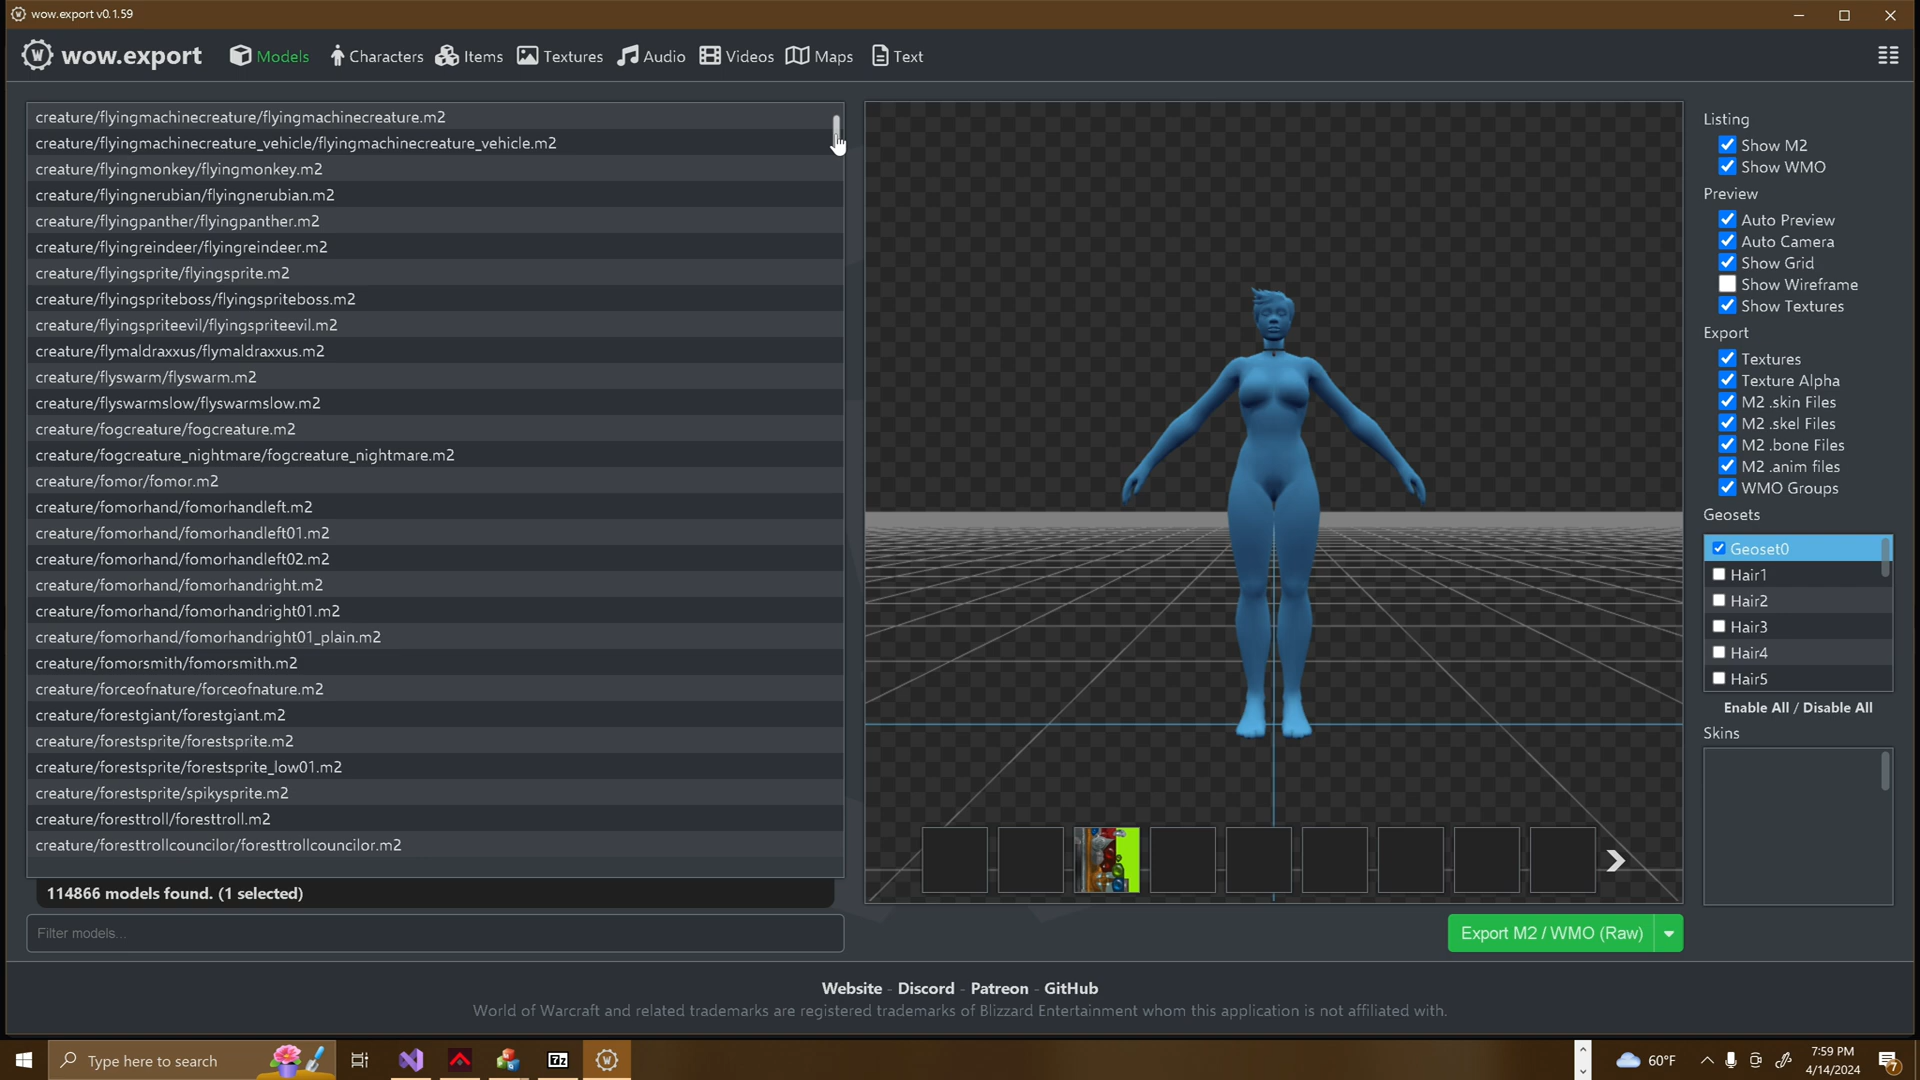 wow.export v0.1.59
wow.export Models Characters Items Textures Audio Videos Maps Text
creature/flyingmachinecreature/flyingmachinecreature.m2
creature/flyingmachinecreature_vehicle/flyingmachinecreature_vehicle.m2
creature/flyingmonkey/flyingmonkey.m2
creature/flyingnerubian/flyingnerubian.m2
creature/flyingpanther/flyingpanther.m2
creature/flyingreindeer/flyingreindeer.m2
creature/flyingsprite/flyingsprite.m2
creature/flyingspriteboss/flyingspriteboss.m2
creature/flyingspriteevil/flyingspriteevil.m2
creature/flymaldraxxus/flymaldraxxus.m2
creature/flyswarm/flyswarm.m2
creature/flyswarmslow/flyswarmslow.m2
creature/fogcreature/fogcreature.m2
creature/fogcreature_nightmare/fogcreature_nightmare.m2
creature/fomor/fomor.m2
creature/fomorhand/fomorhandleft.m2
creature/fomorhand/fomorhandleft01.m2
creature/fomorhand/fomorhandleft02.m2
creature/fomorhand/fomorhandright.m2
creature/fomorhand/fomorhandright01.m2
creature/fomorhand/fomorhandright01_plain.m2
creature/fomorsmith/fomorsmith.m2
creature/forceofnature/forceofnature.m2
creature/forestgiant/forestgiant.m2
creature/forestsprite/forestsprite.m2
creature/forestsprite/forestsprite_low01.m2
creature/forestsprite/spikysprite.m2
creature/foresttroll/foresttroll.m2
creature/foresttrollcouncilor/foresttrollcouncilor.m2
114866 models found. (1 selected)
Filter models...
Listing
Show M2
Show WMO
Preview
Auto Preview
Auto Camera
Show Grid
Show Wireframe
Show Textures
Export
Textures
Texture Alpha
M2 .skin Files
M2 .skel Files
M2 .bone Files
M2 .anim files
WMO Groups
Geosets
Geoset0
Hair1
Hair2
Hair3
Hair4
Hair5
Enable All / Disable All
Skins
Export M2 / WMO (Raw)
Website - Discord - Patreon - GitHub
World of Warcraft and related trademarks are registered trademarks of Blizzard Entertainment whom this application is not affiliated with.
Type here to search
7z
60°F
7:59 PM
4/14/2024
7